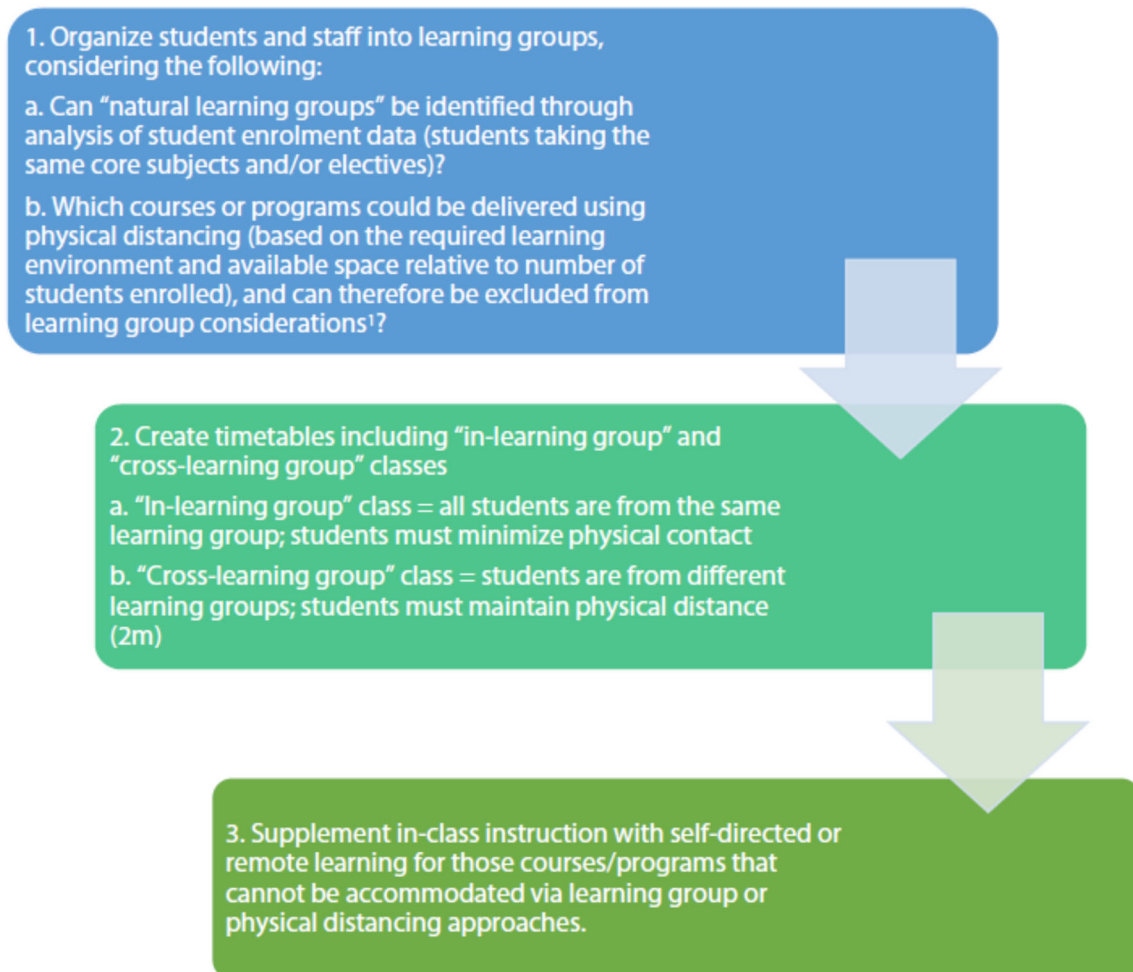 1. Organize students and staff into learning groups,
considering the following:
a. Can “natural learning groups” be identified through
analysis of student enrolment data (students taking the
same core subjects and/or electives)?
b. Which courses or programs could be delivered using
physical distancing (based on the required learning
environment and available space relative to number of
students enrolled), and can therefore be excluded from
learning group considerations¹?
2. Create timetables including “in-learning group” and
“cross-learning group” classes
a. “In-learning group” class = all students are from the same
learning group; students must minimize physical contact
b. “Cross-learning group” class = students are from different
learning groups; students must maintain physical distance
(2m)
3. Supplement in-class instruction with self-directed or
remote learning for those courses/programs that
cannot be accommodated via learning group or
physical distancing approaches.